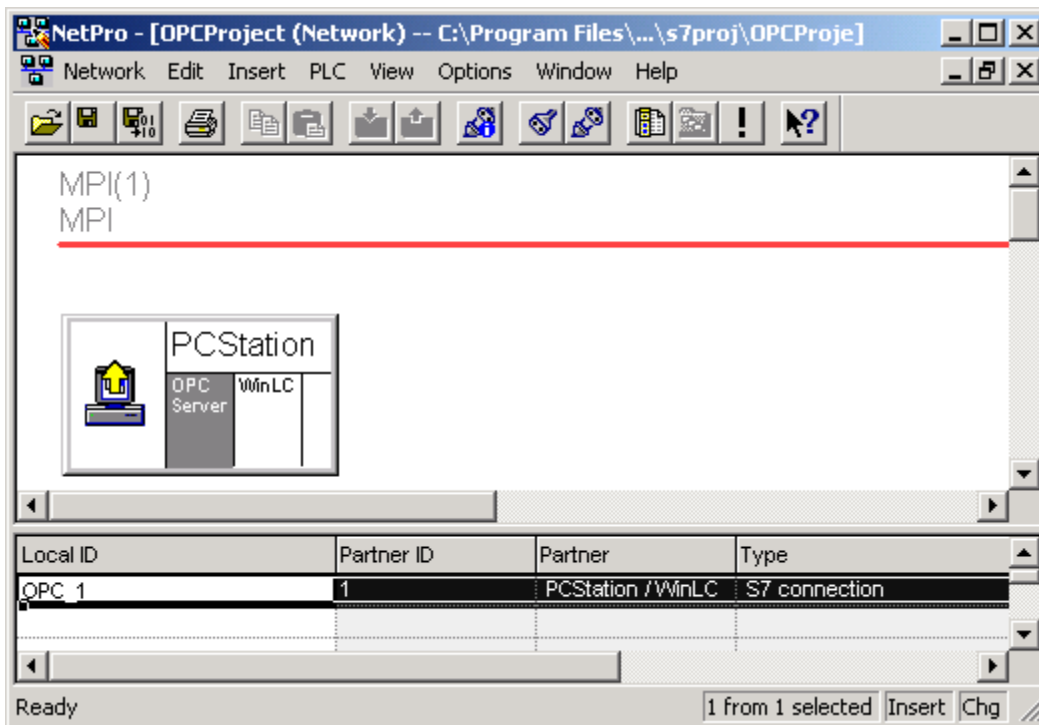 NetPro - [OPCProject (Network) -- C:\Program Files\...\s7proj\OPCProje]
Network Edit Insert PLC View Options Window Help
MPI(1)
MPI
PCStation
OPC Server
WinLC
Local ID Partner ID Partner Type
OPC_1 1 PCStation / WinLC S7 connection
Ready 1 from 1 selected Insert Chg